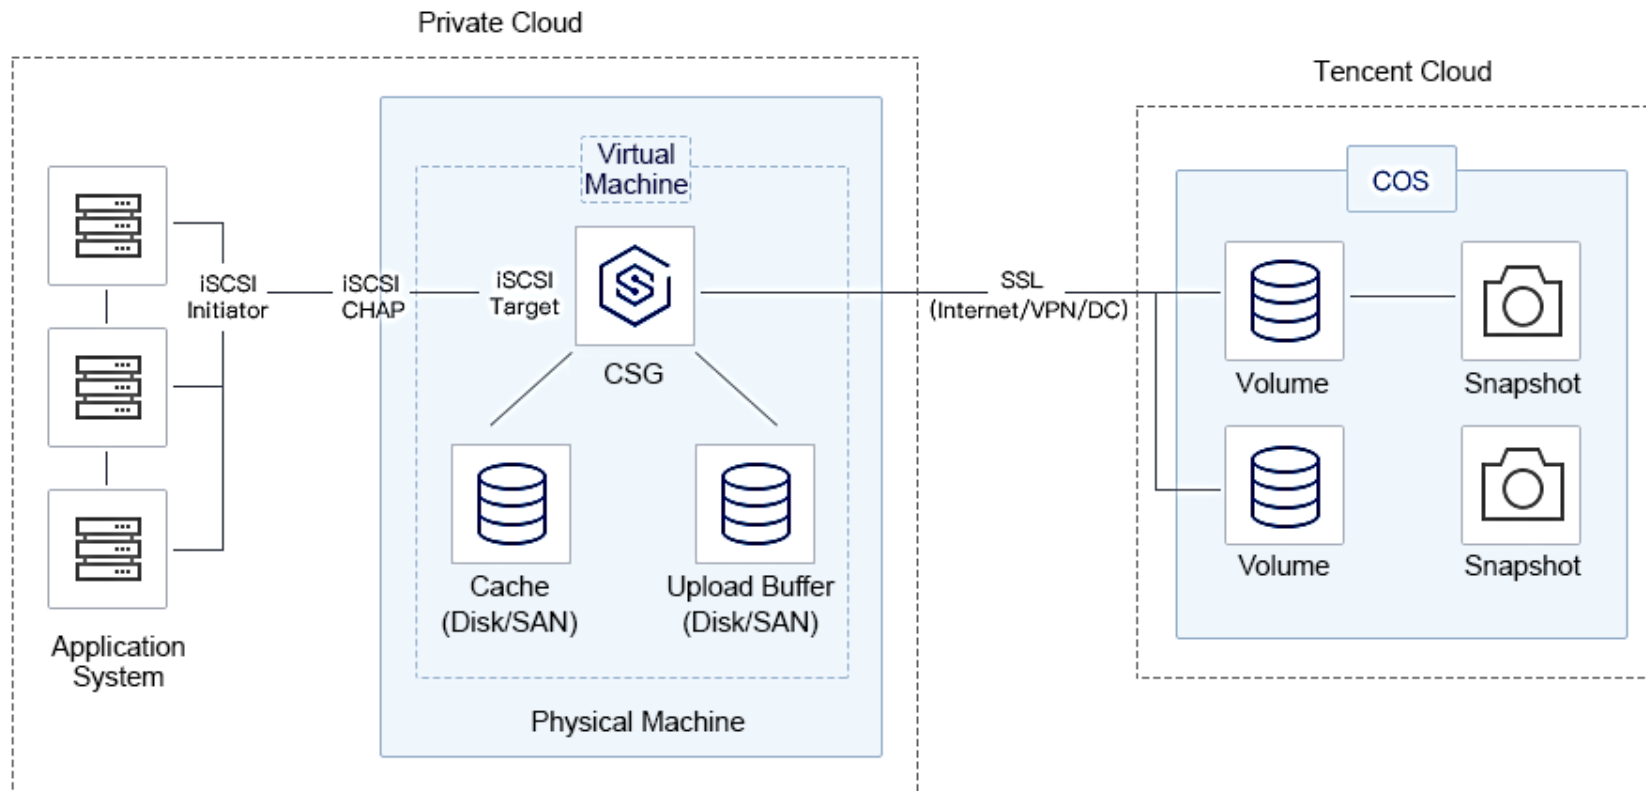 Private Cloud
Tencent Cloud
Virtual
Machine
COS
iSCSI
Initiator
iSCSI
CHAP
iSCSI
Target
SSL
(Internet/VPN/DC)
CSG
Volume
Snapshot
Cache
(Disk/SAN)
Upload Buffer
(Disk/SAN)
Volume
Snapshot
Application
System
Physical Machine